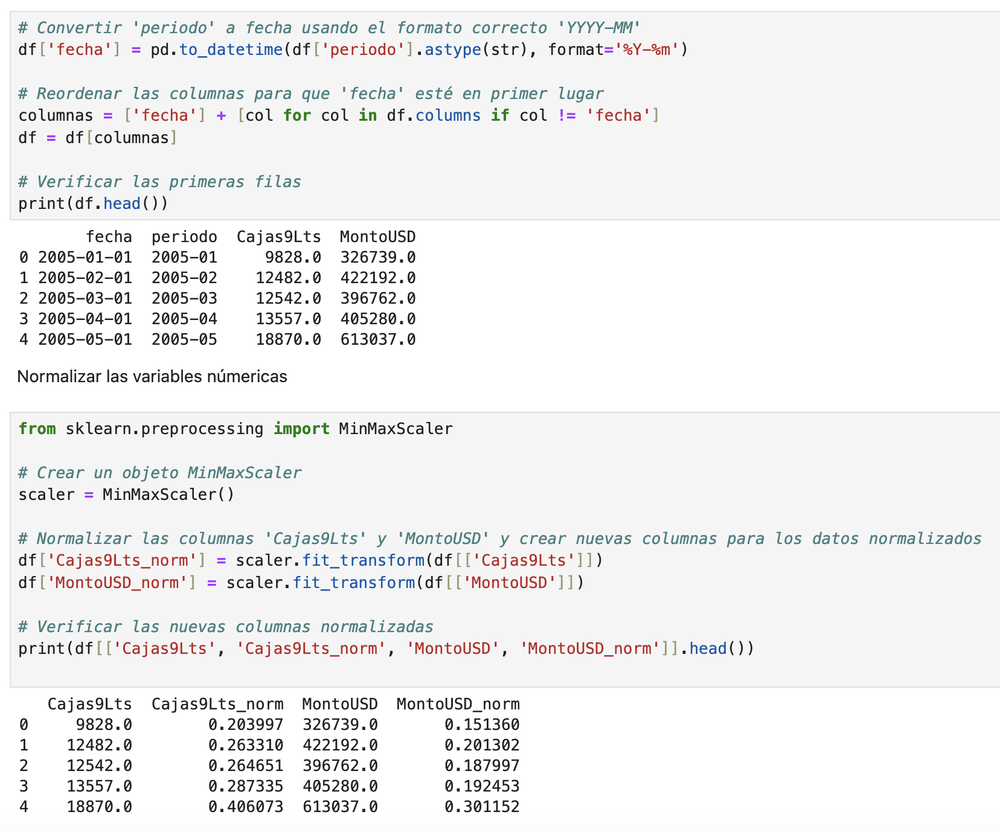 # Convertir 'periodo' a fecha usando el formato correcto 'YYYY-MM'
df['fecha'] = pd.to_datetime(df['periodo'].astype(str), format='%Y-%m')
# Reordenar las columnas para que 'fecha' esté en primer lugar
columnas = ['fecha'] + [col for col in df.columns if col != 'fecha']
df = df[columnas]
# Verificar las primeras filas
print(df.head())
fecha periodo Cajas9Lts MontoUSD
0 2005-01-01 2005-01 9828.0 326739.0
1 2005-02-01 2005-02 12482.0 422192.0
2 2005-03-01 2005-03 12542.0 396762.0
3 2005-04-01 2005-04 13557.0 405280.0
4 2005-05-01 2005-05 18870.0 613037.0
Normalizar las variables númericas
from sklearn.preprocessing import MinMaxScaler
# Crear un objeto MinMaxScaler
scaler = MinMaxScaler()
# Normalizar las columnas 'Cajas9Lts' y 'MontoUSD' y crear nuevas columnas para los datos normalizados
df['Cajas9Lts_norm'] = scaler.fit_transform(df[['Cajas9Lts']])
df['MontoUSD_norm'] = scaler.fit_transform(df[['MontoUSD']])
# Verificar las nuevas columnas normalizadas
print(df[['Cajas9Lts', 'Cajas9Lts_norm', 'MontoUSD', 'MontoUSD_norm']].head())
Cajas9Lts Cajas9Lts_norm MontoUSD MontoUSD_norm
0 9828.0 0.203997 326739.0 0.151360
1 12482.0 0.263310 422192.0 0.201302
2 12542.0 0.264651 396762.0 0.187997
3 13557.0 0.287335 405280.0 0.192453
4 18870.0 0.406073 613037.0 0.301152